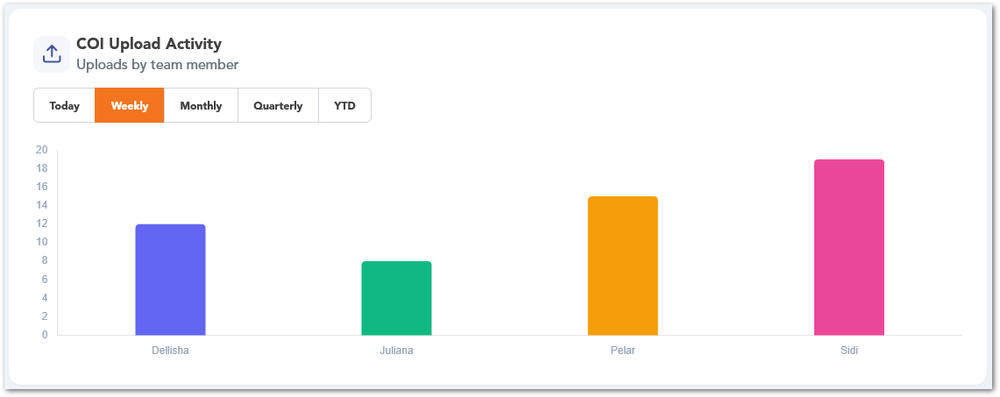 COI Upload Activity
Uploads by team member
Today Weekly Monthly Quarterly YTD
20
18
16
14
12
10
8
6
4
2
0
Dellisha Juliana Pelar Sidi